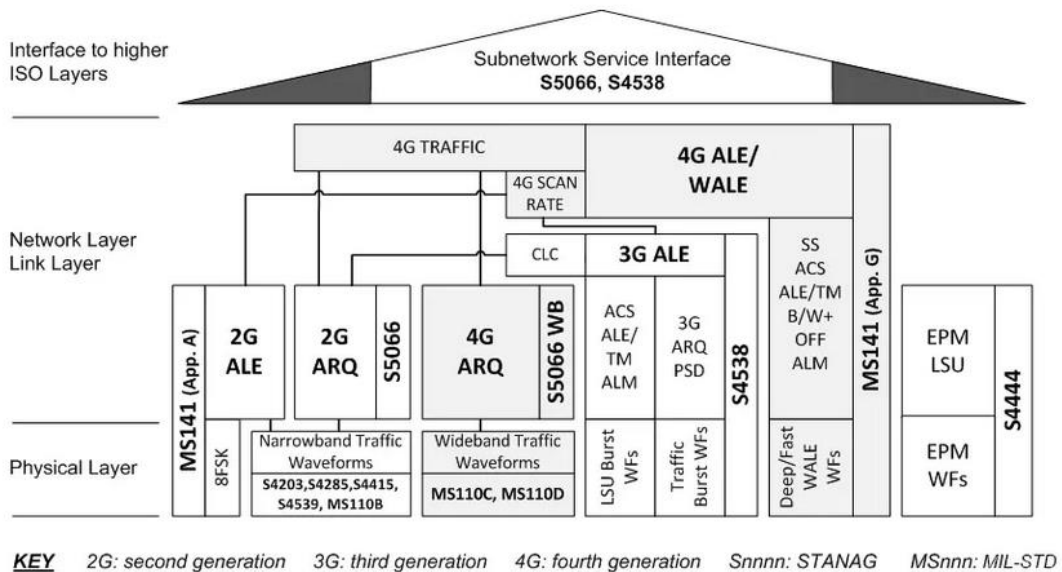 Interface to higher
ISO Layers
Subnetwork Service Interface
S5066, S4538
Network Layer
Link Layer
4G TRAFFIC
4G ALE/
WALE
4G SCAN
RATE
CLC
3G ALE
MS141 (App. A)
2G
ALE
2G
ARQ
S5066
4G
ARQ
S5066 WB
ACS
ALE/
TM
ALM
3G
ARQ
PSD
S4538
SS
ACS
ALE/TM
B/W+
OFF
ALM
MS141 (App. G)
EPM
LSU
S4444
Physical Layer
8FSK
Narrowband Traffic
Waveforms
S4203,S4285,S4415,
S4539, MS110B
Wideband Traffic
Waveforms
MS110C, MS110D
LSU Burst
WFs
Traffic
Burst WFs
Deep/Fast
WALE
WFs
EPM
WFs
KEY 2G: second generation 3G: third generation 4G: fourth generation Snnnn: STANAG MSnnn: MIL-STD